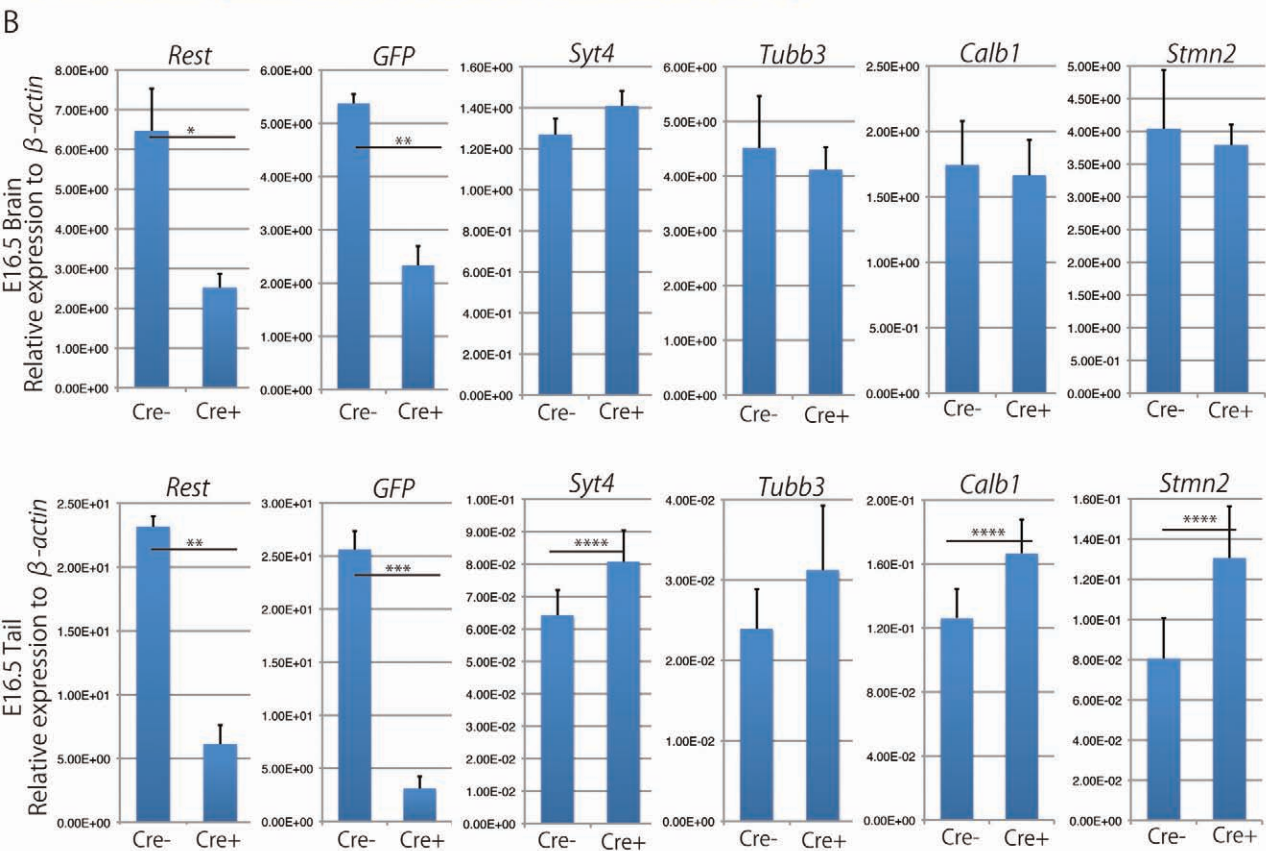 B
E16.5 Brain
Relative expression to β-actin
Rest
8.00E+00
7.00E+00
6.00E+00
5.00E+00
4.00E+00
3.00E+00
2.00E+00
1.00E+00
0.00E+00
*
Cre- Cre+
GFP
6.00E+00
5.00E+00
4.00E+00
3.00E+00
2.00E+00
1.00E+00
0.00E+00
**
Cre- Cre+
Syt4
1.60E+00
1.40E+00
1.20E+00
1.00E+00
8.00E-01
6.00E-01
4.00E-01
2.00E-01
0.00E+00
Cre- Cre+
Tubb3
6.00E+00
5.00E+00
4.00E+00
3.00E+00
2.00E+00
1.00E+00
0.00E+00
Cre- Cre+
Calb1
2.50E+00
2.00E+00
1.50E+00
1.00E+00
5.00E-01
0.00E+00
Cre- Cre+
Stmn2
5.00E+00
4.50E+00
4.00E+00
3.50E+00
3.00E+00
2.50E+00
2.00E+00
1.50E+00
1.00E+00
5.00E-01
0.00E+00
Cre- Cre+
E16.5 Tail
Relative expression to β-actin
Rest
2.50E+01
2.00E+01
1.50E+01
1.00E+01
5.00E+00
0.00E+00
**
Cre- Cre+
GFP
3.00E+01
2.50E+01
2.00E+01
1.50E+01
1.00E+01
5.00E+00
0.00E+00
***
Cre- Cre+
Syt4
1.00E-01
9.00E-02
8.00E-02
7.00E-02
6.00E-02
5.00E-02
4.00E-02
3.00E-02
2.00E-02
1.00E-02
0.00E+00
****
Cre- Cre+
Tubb3
4.00E-02
3.00E-02
2.00E-02
1.00E-02
0.00E+00
Cre- Cre+
Calb1
2.00E-01
1.60E-01
1.20E-01
8.00E-02
4.00E-02
0.00E+00
****
Cre- Cre+
Stmn2
1.60E-01
1.40E-01
1.20E-01
1.00E-01
8.00E-02
6.00E-02
4.00E-02
2.00E-02
0.00E+00
****
Cre- Cre+